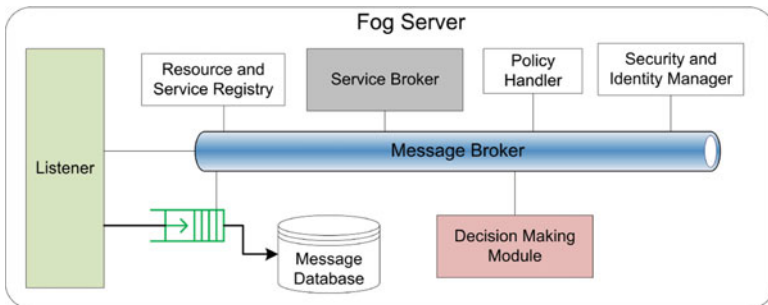 Fog Server
Resource and
Service Registry
Service Broker
Policy
Handler
Security and
Identity Manager
Listener
Message Broker
Message
Database
Decision Making
Module